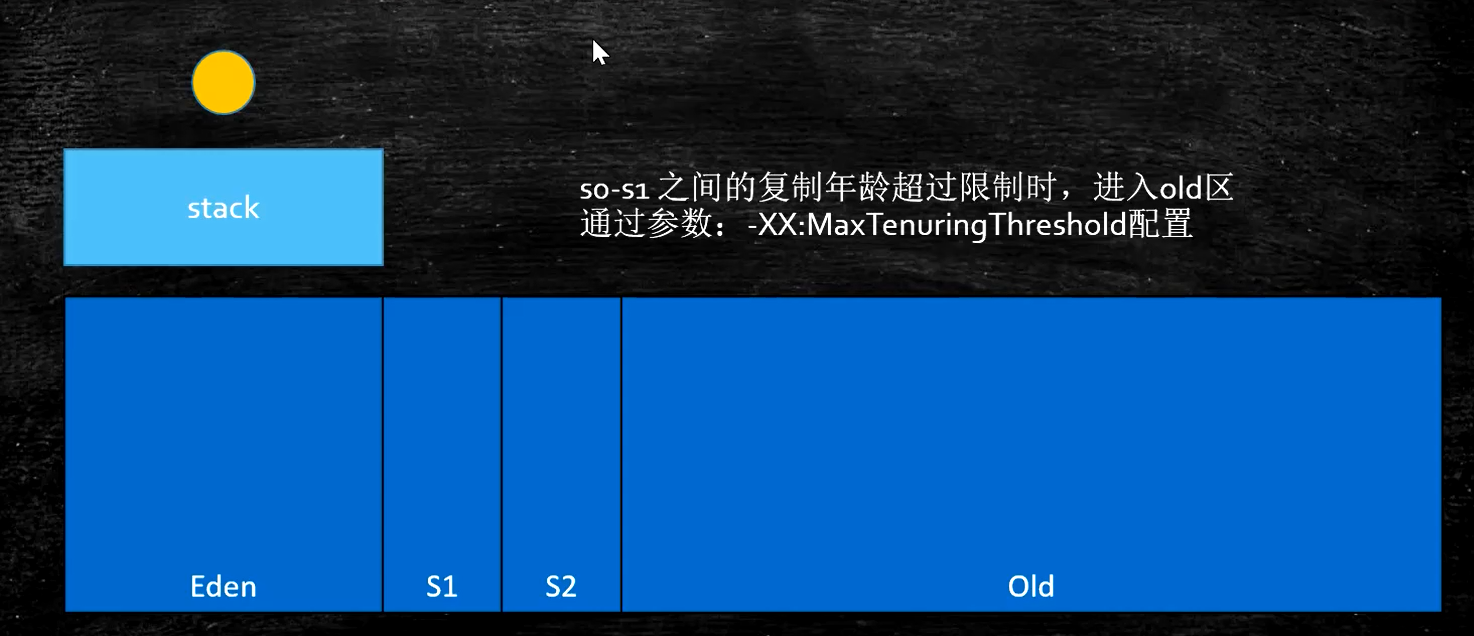 stack
s0-s1 之间的复制年龄超过限制时，进入old区
通过参数：-XX:MaxTenuringThreshold配置
Eden
S1
S2
Old